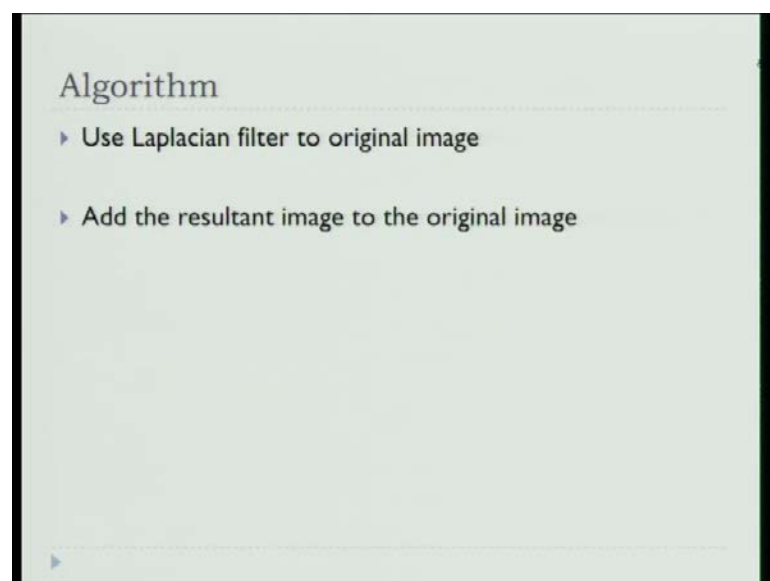 Algorithm
Use Laplacian filter to original image
Add the resultant image to the original image